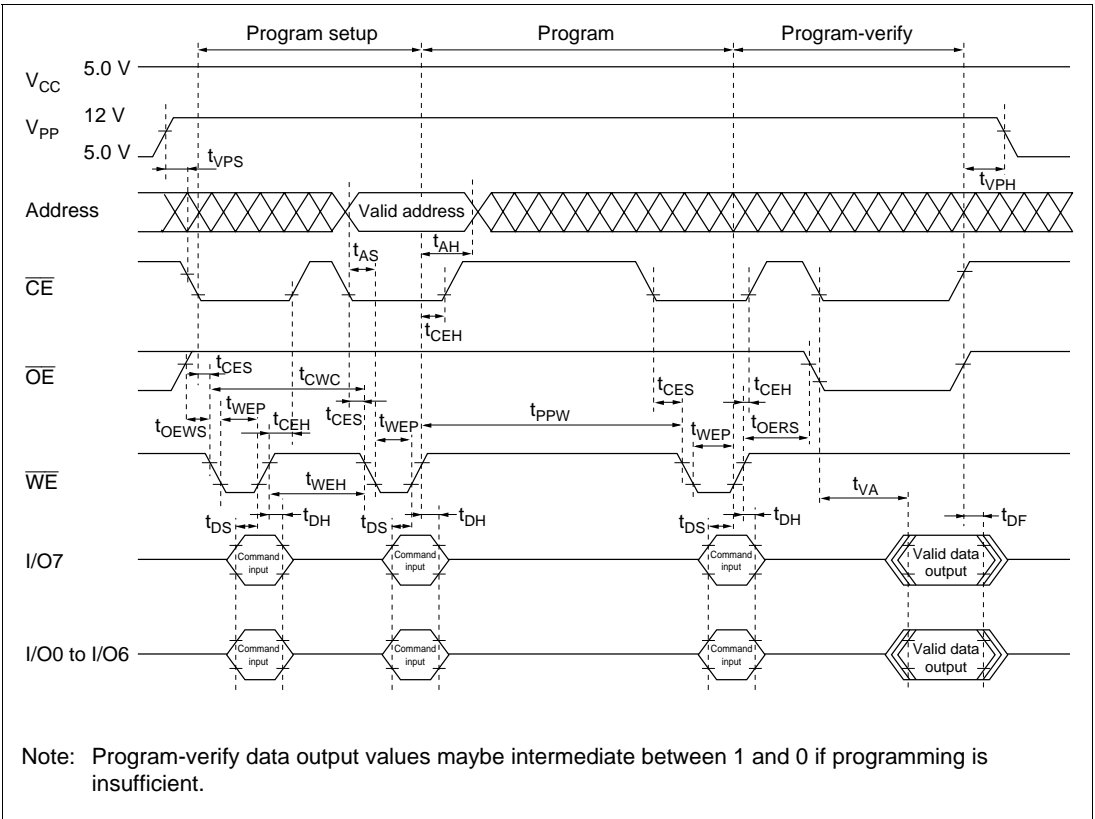 Program setup Program Program-verify
VCC 5.0 V
VPP 12 V
5.0 V
tVPS
tVPH
Address Valid address
tAS tAH
CE
tCEH
OE
tCES tCWC tCES tCEH
tOEWS tWEP tCEH tCES tWEP tPPW tWEP tOERS
WE
tWEH tVA
tDS tDH tDS tDH tDS tDH tDF
I/O7 Command input Command input Command input Valid data output
I/O0 to I/O6 Command input Command input Command input Valid data output
Note: Program-verify data output values maybe intermediate between 1 and 0 if programming is
insufficient.